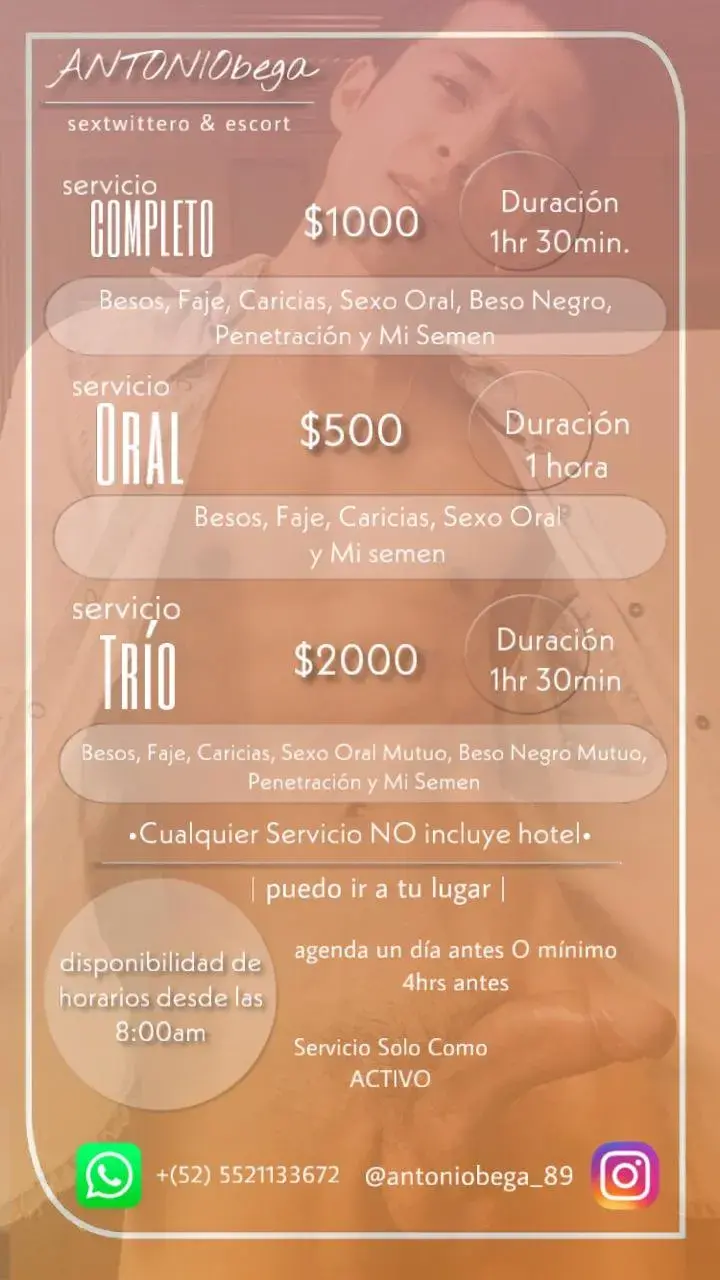 ANTONIObega
sextwittero & escort
servicio
COMPLETO
$1000
Duración
1hr 30min.
Besos, Faje, Caricias, Sexo Oral, Beso Negro,
Penetración y Mi Semen
servicio
ORAL
$500
Duración
1 hora
Besos, Faje, Caricias, Sexo Oral
y Mi semen
servicio
TRÍO
$2000
Duración
1hr 30min
Besos, Faje, Caricias, Sexo Oral Mutuo, Beso Negro Mutuo,
Penetración y Mi Semen
•Cualquier Servicio NO incluye hotel•
| puedo ir a tu lugar |
disponibilidad de
horarios desde las
8:00am
agenda un día antes O mínimo
4hrs antes
Servicio Solo Como
ACTIVO
+(52) 5521133672
@antoniobega_89